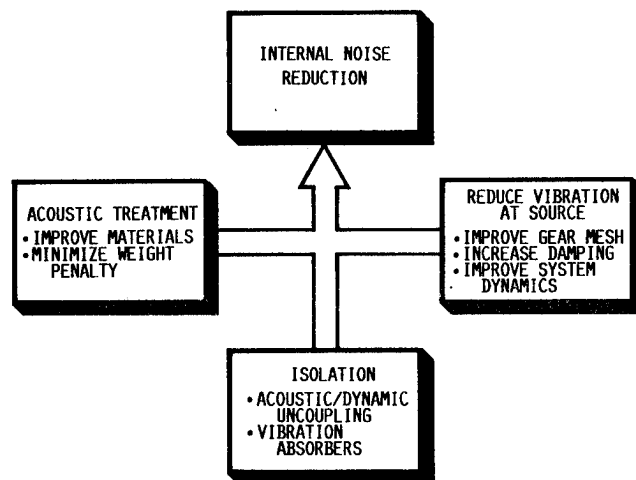 INTERNAL NOISE
REDUCTION
ACOUSTIC TREATMENT
• IMPROVE MATERIALS
• MINIMIZE WEIGHT
PENALTY
REDUCE VIBRATION
AT SOURCE
• IMPROVE GEAR MESH
• INCREASE DAMPING
• IMPROVE SYSTEM
DYNAMICS
ISOLATION
• ACOUSTIC/DYNAMIC
UNCOUPLING
• VIBRATION
ABSORBERS